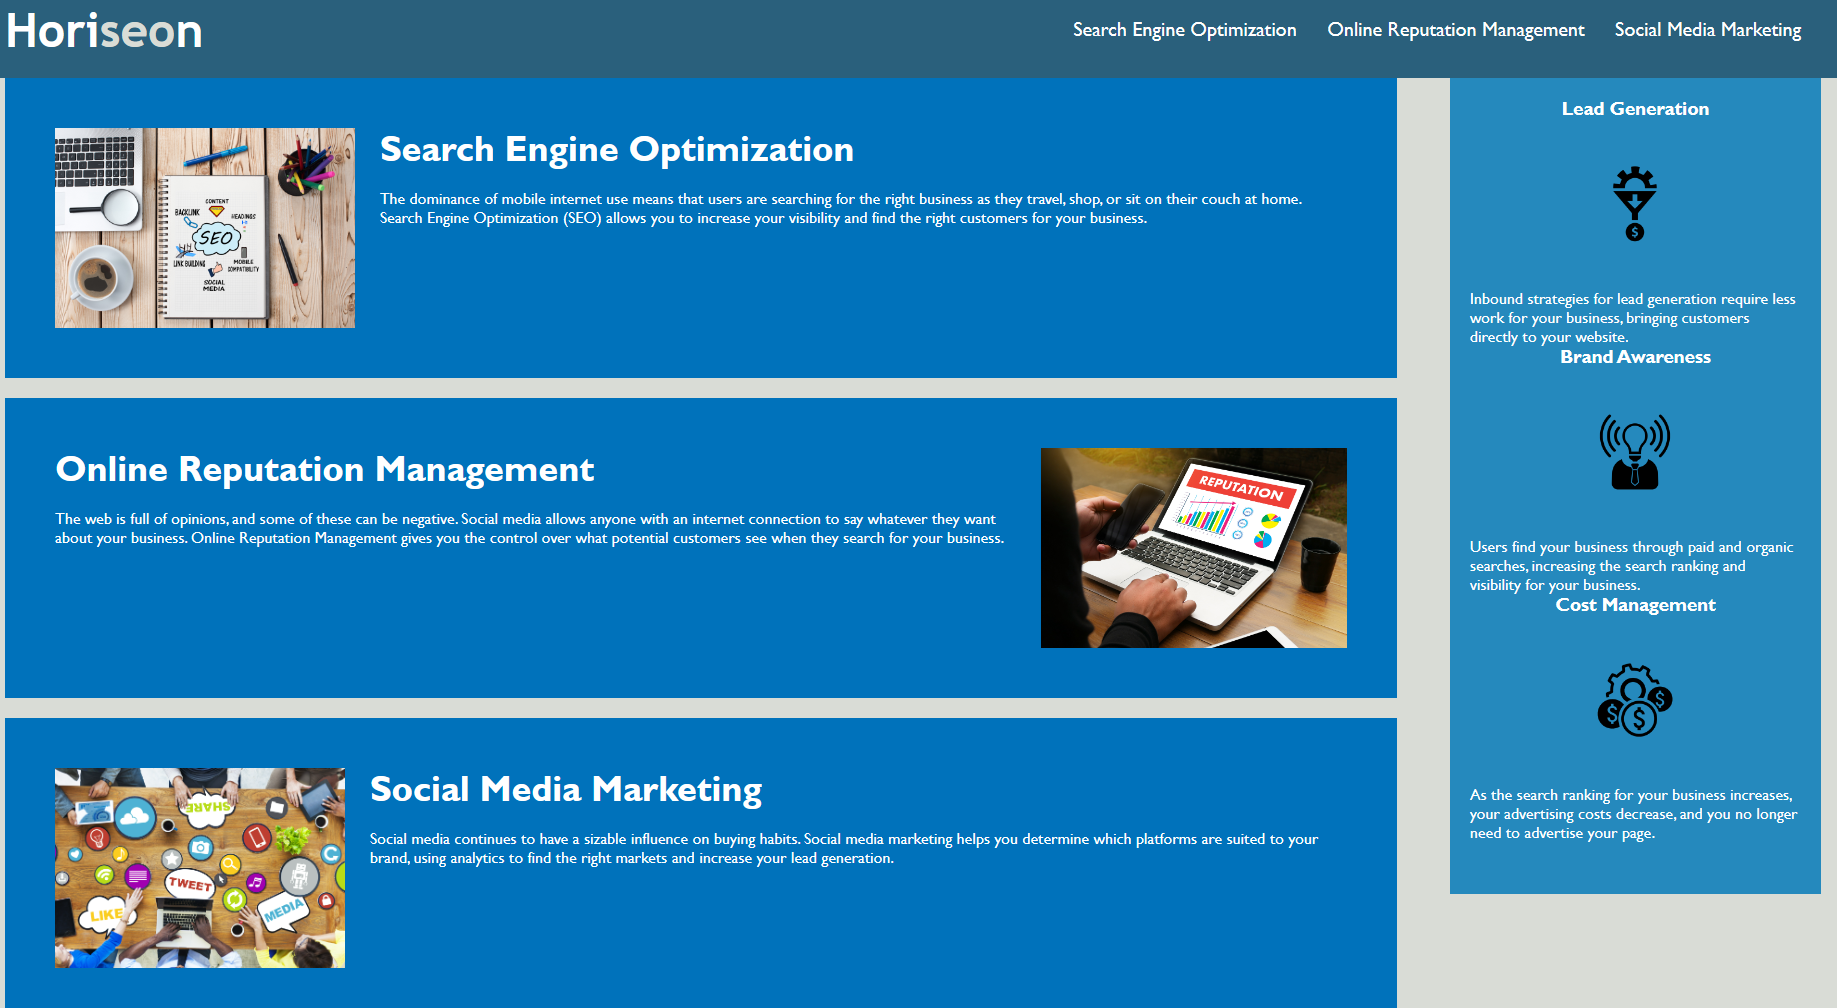 Horiseon
Search Engine Optimization
Online Reputation Management
Social Media Marketing
CONTENT
BACKLINK
HEADINGS
SEO
LINK BUILDING
MOBILE
COMPATIBILITY
SOCIAL
MEDIA
Search Engine Optimization
The dominance of mobile internet use means that users are searching for the right business as they travel, shop, or sit on their couch at home.
Search Engine Optimization (SEO) allows you to increase your visibility and find the right customers for your business.
Online Reputation Management
The web is full of opinions, and some of these can be negative. Social media allows anyone with an internet connection to say whatever they want
about your business. Online Reputation Management gives you the control over what potential customers see when they search for your business.
REPUTATION
SHARE
TWEET
LIKE
MEDIA
Social Media Marketing
Social media continues to have a sizable influence on buying habits. Social media marketing helps you determine which platforms are suited to your
brand, using analytics to find the right markets and increase your lead generation.
Lead Generation
$
Inbound strategies for lead generation require less
work for your business, bringing customers
directly to your website.
Brand Awareness
Users find your business through paid and organic
searches, increasing the search ranking and
visibility for your business.
Cost Management
$ $ $
As the search ranking for your business increases,
your advertising costs decrease, and you no longer
need to advertise your page.